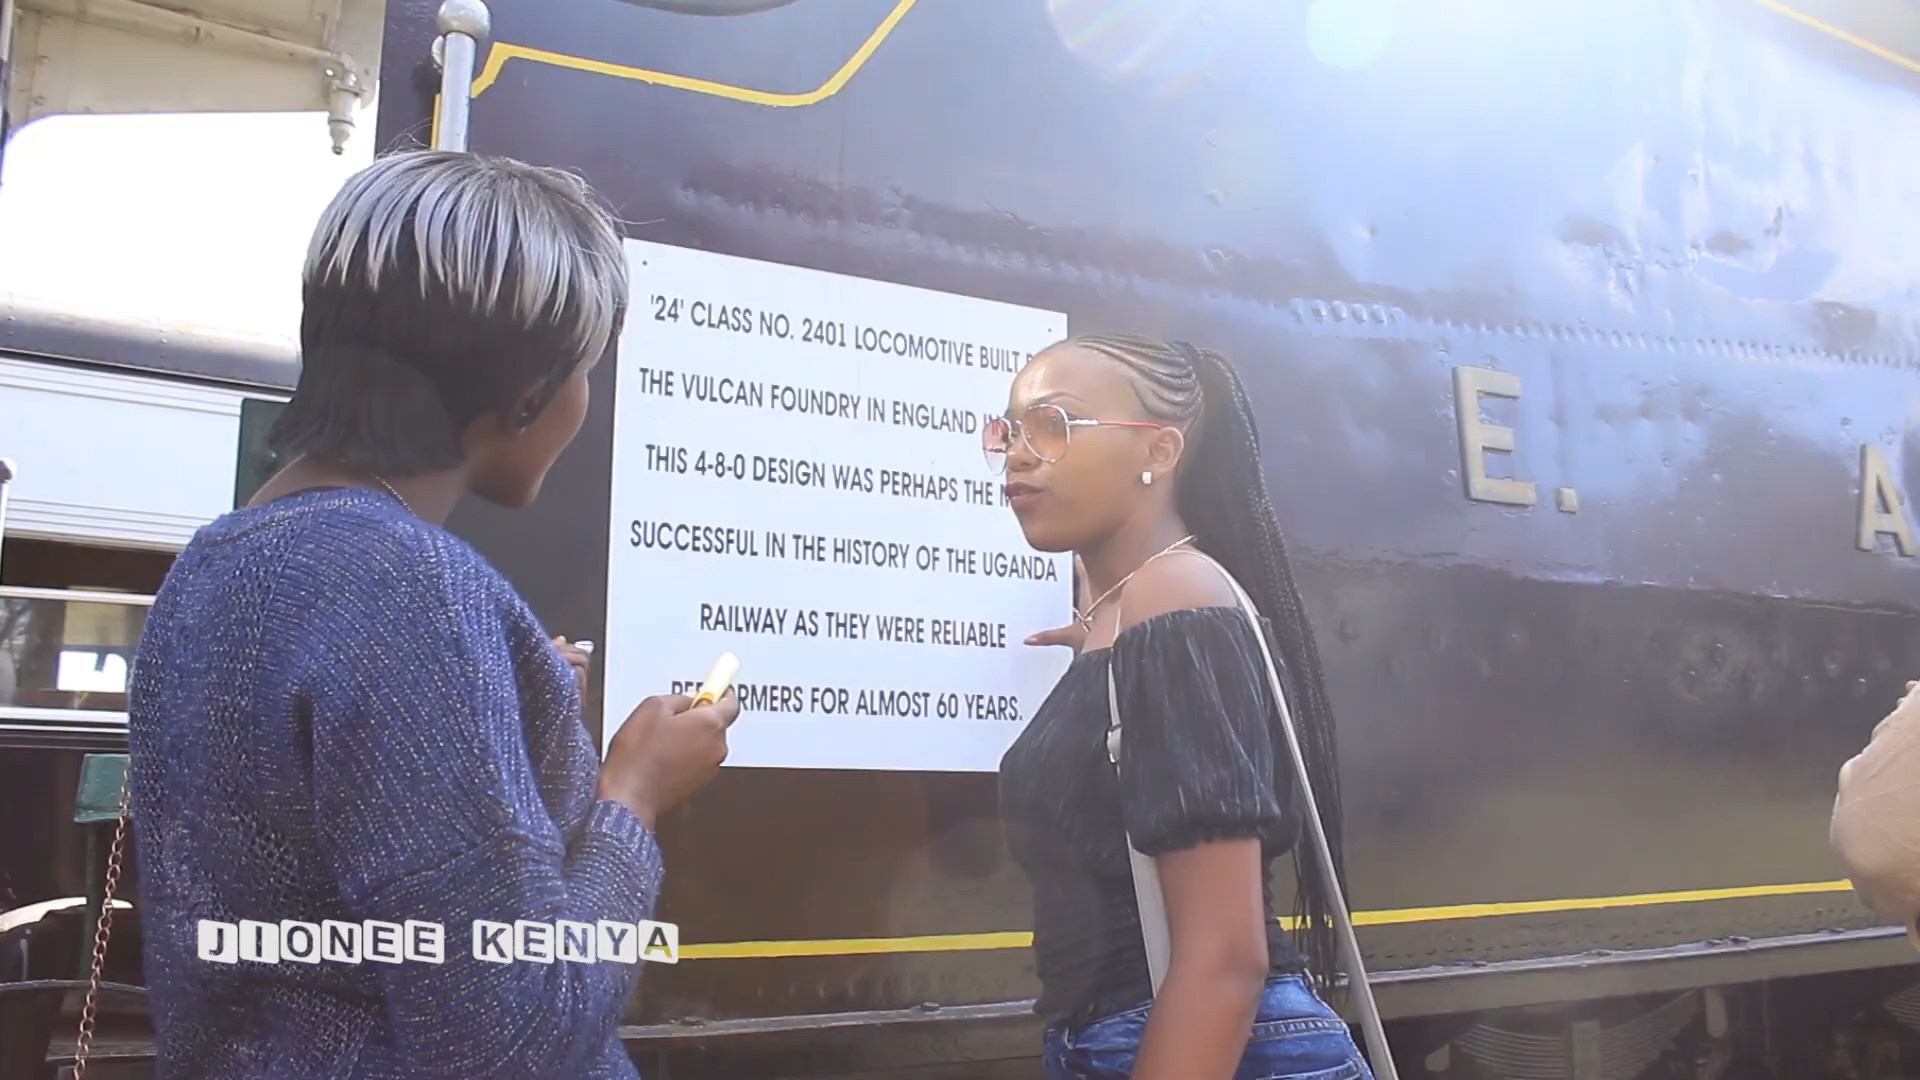 '24' CLASS NO. 2401 LOCOMOTIVE BUILT
THE VULCAN FOUNDRY IN ENGLAND
THIS 4-8-0 DESIGN WAS PERHAPS THE
SUCCESSFUL IN THE HISTORY OF THE UGANDA
RAILWAY AS THEY WERE RELIABLE
PERFORMERS FOR ALMOST 60 YEARS.
E. A
JIONEE KENYA